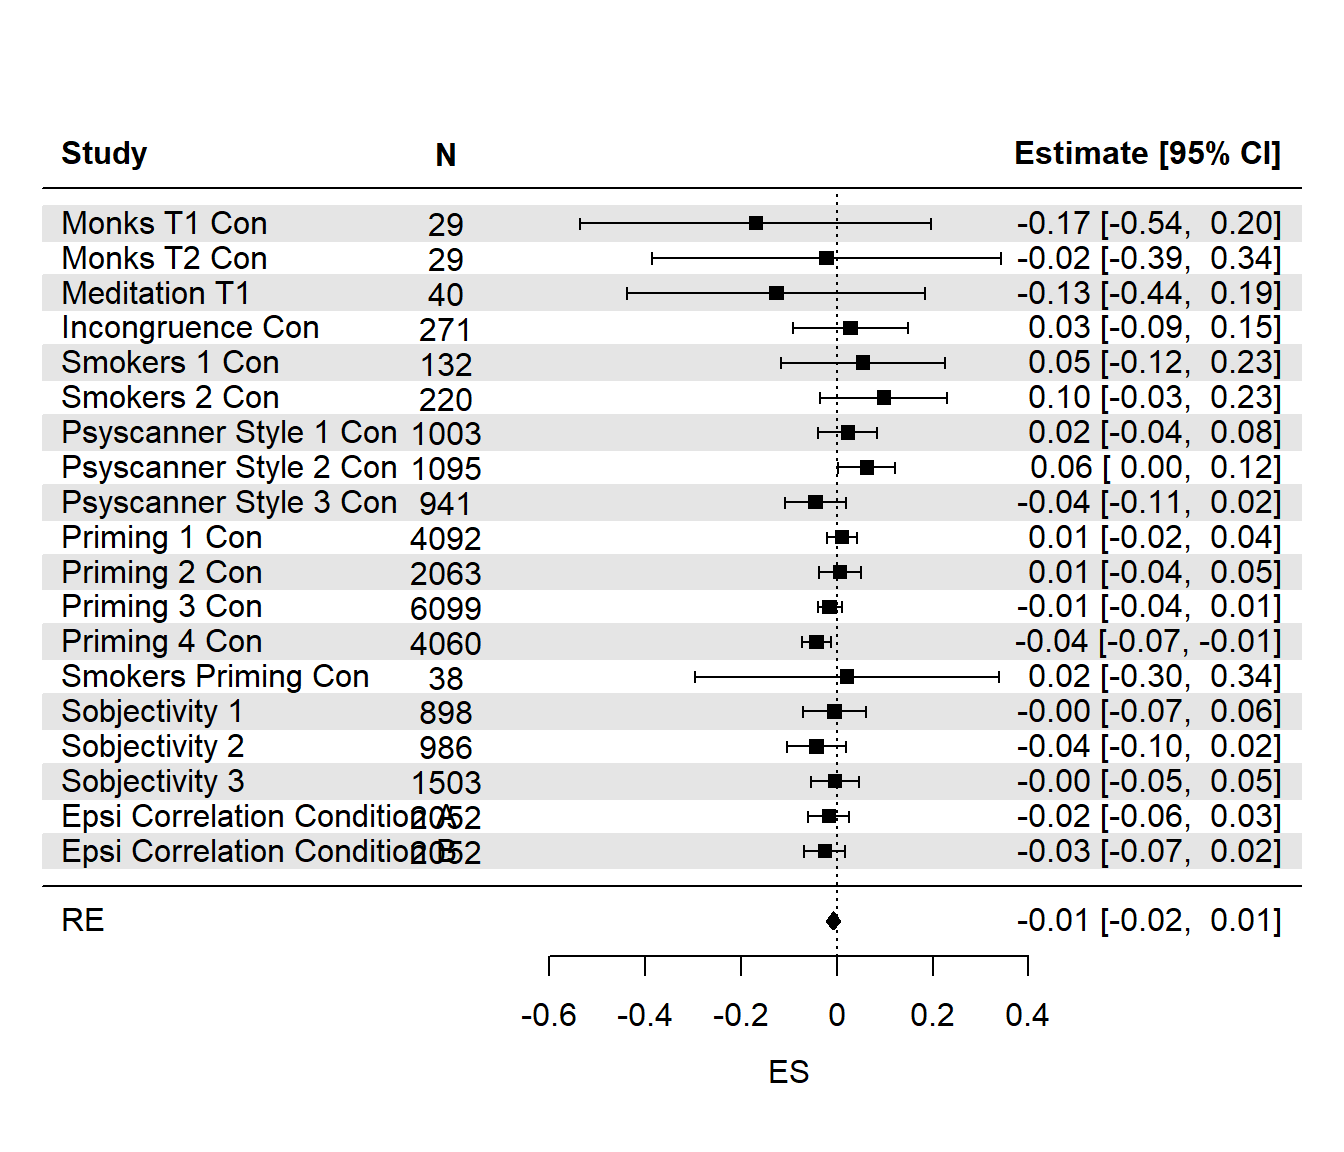 Study N Estimate [95% CI]
Monks T1 Con 29 -0.17 [-0.54, 0.20]
Monks T2 Con 29 -0.02 [-0.39, 0.34]
Meditation T1 40 -0.13 [-0.44, 0.19]
Incongruence Con 271 0.03 [-0.09, 0.15]
Smokers 1 Con 132 0.05 [-0.12, 0.23]
Smokers 2 Con 220 0.10 [-0.03, 0.23]
Psyscanner Style 1 Con 1003 0.02 [-0.04, 0.08]
Psyscanner Style 2 Con 1095 0.06 [ 0.00, 0.12]
Psyscanner Style 3 Con 941 -0.04 [-0.11, 0.02]
Priming 1 Con 4092 0.01 [-0.02, 0.04]
Priming 2 Con 2063 0.01 [-0.04, 0.05]
Priming 3 Con 6099 -0.01 [-0.04, 0.01]
Priming 4 Con 4060 -0.04 [-0.07, -0.01]
Smokers Priming Con 38 0.02 [-0.30, 0.34]
Sobjectivity 1 898 -0.00 [-0.07, 0.06]
Sobjectivity 2 986 -0.04 [-0.10, 0.02]
Sobjectivity 3 1503 -0.00 [-0.05, 0.05]
Epsi Correlation Condition A 2052 -0.02 [-0.06, 0.03]
Epsi Correlation Condition B 2052 -0.03 [-0.07, 0.02]
RE -0.01 [-0.02, 0.01]
-0.6 -0.4 -0.2 0 0.2 0.4
ES